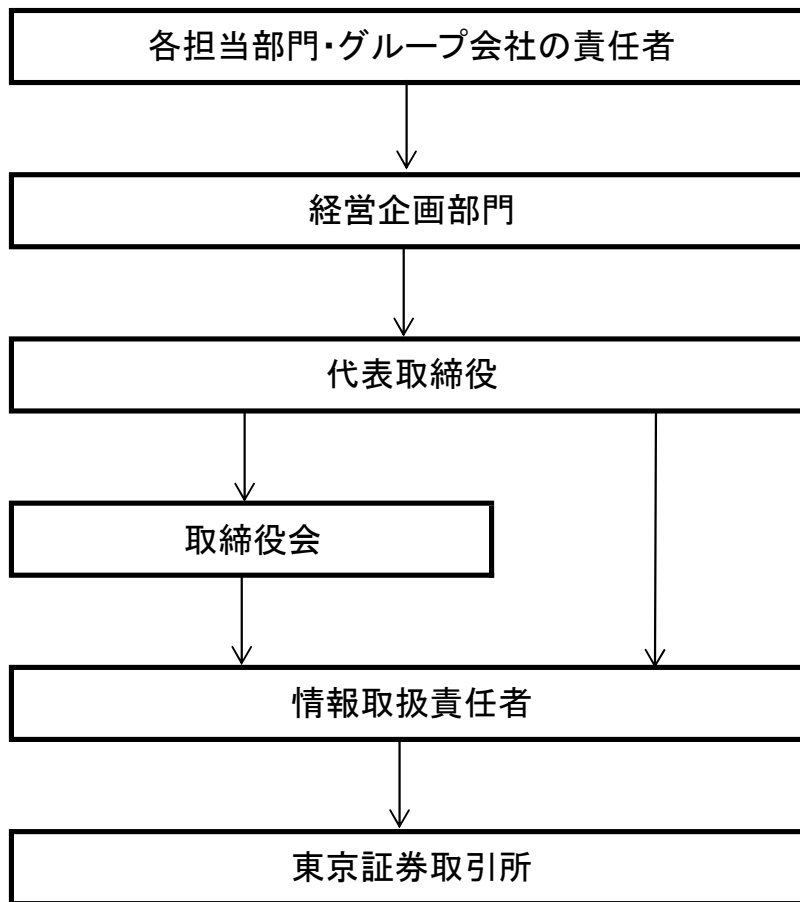 各担当部門・グループ会社の責任者
経営企画部門
代表取締役
取締役会
情報取扱責任者
東京証券取引所